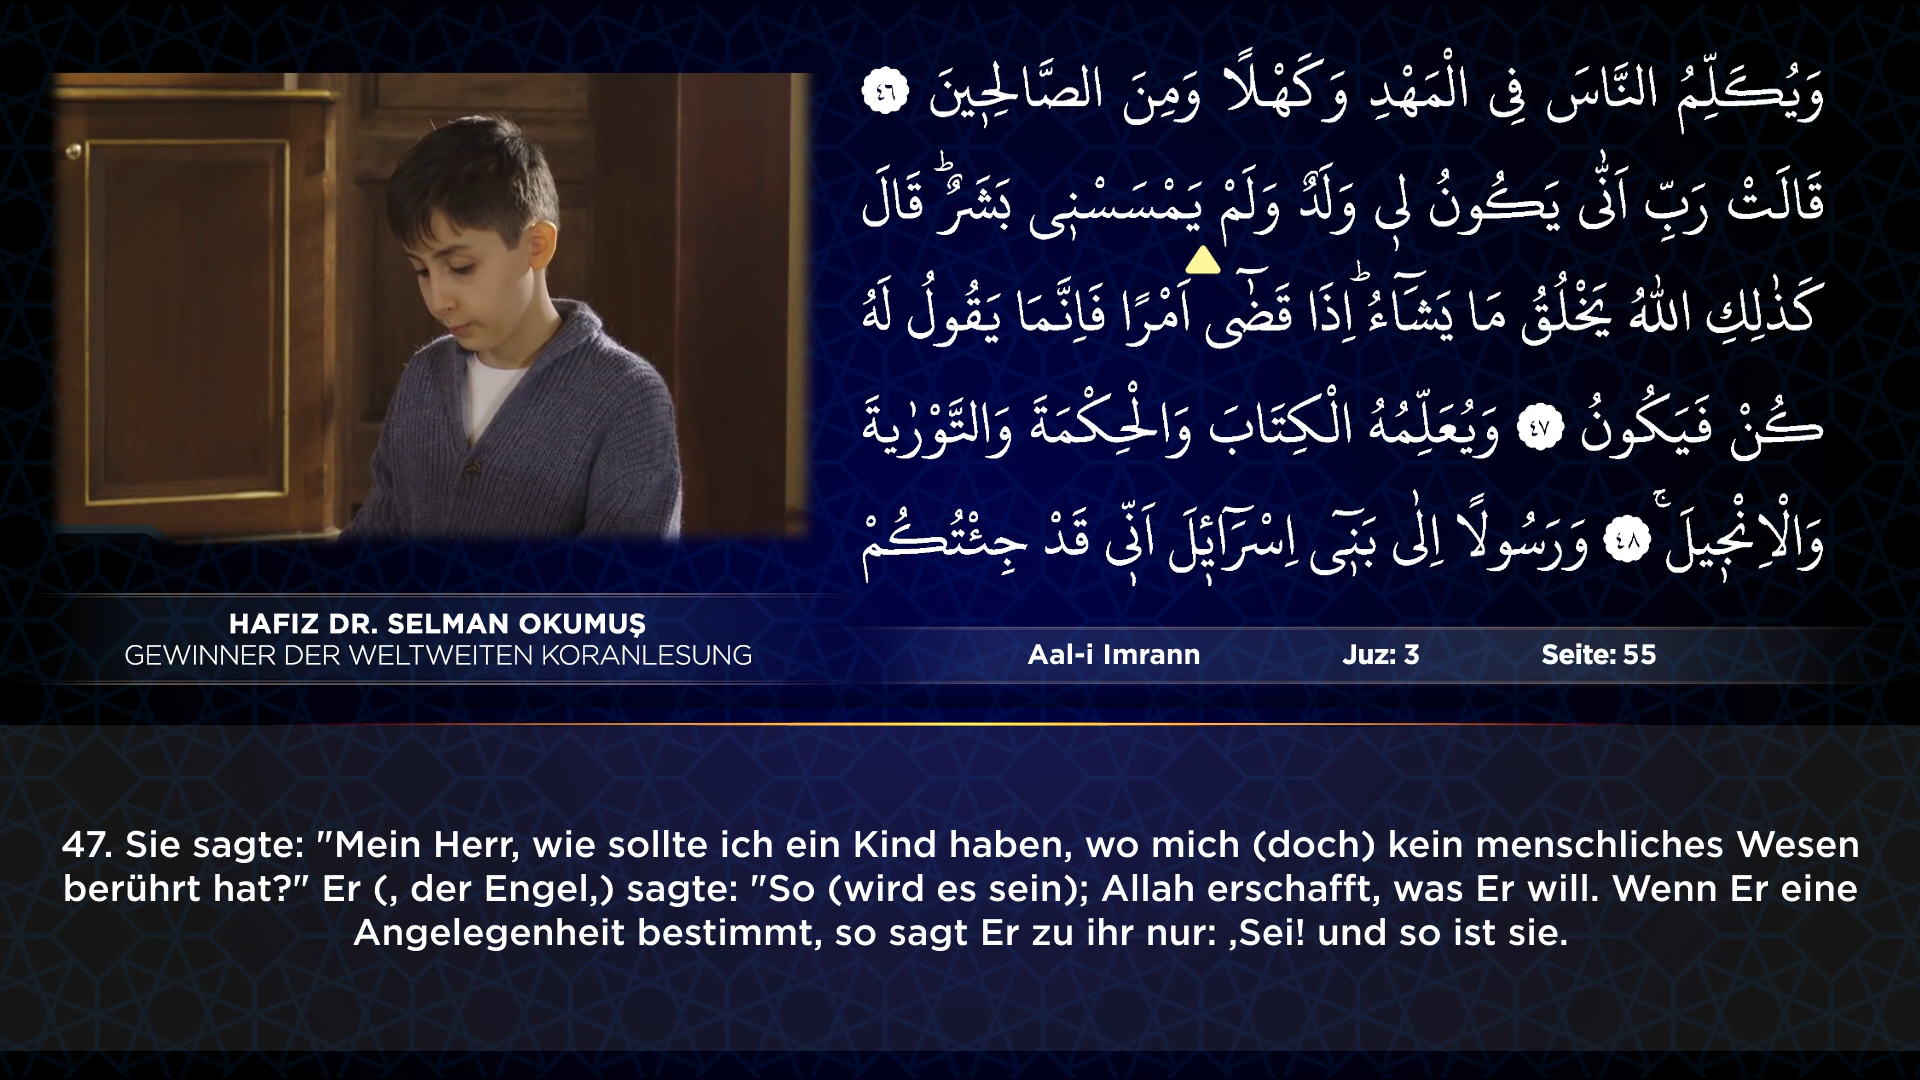 وَيُكَلِّمُ النَّاسَ فِى الْمَهْدِ وَكَهْلًا وَمِنَ الصَّالِحٖينَ ﴿٤٦﴾
قَالَتْ رَبِّ اَنّٰى يَكُونُ لٖى وَلَدٌ وَلَمْ يَمْسَسْنٖى بَشَرٌؕ قَالَ
كَذٰلِكِ اللّٰهُ يَخْلُقُ مَا يَشَٓاءُؕ اِذَا قَضٰٓى اَمْرًا فَاِنَّمَا يَقُولُ لَهُ
كُنْ فَيَكُونُ ﴿٤٧﴾ وَيُعَلِّمُهُ الْكِتَابَ وَالْحِكْمَةَ وَالتَّوْرٰيةَ
وَالْاِنْجٖيلَۚ ﴿٤٨﴾ وَرَسُولًا اِلٰى بَنٖٓى اِسْرَٓائٖلَ اَنّٖى قَدْ جِئْتُكُمْ
HAFIZ DR. SELMAN OKUMUŞ
GEWINNER DER WELTWEITEN KORANLESUNG
Aal-i Imrann Juz: 3 Seite: 55
47. Sie sagte: "Mein Herr, wie sollte ich ein Kind haben, wo mich (doch) kein menschliches Wesen
berührt hat?" Er (, der Engel,) sagte: "So (wird es sein); Allah erschafft, was Er will. Wenn Er eine
Angelegenheit bestimmt, so sagt Er zu ihr nur: ‚Sei! und so ist sie.